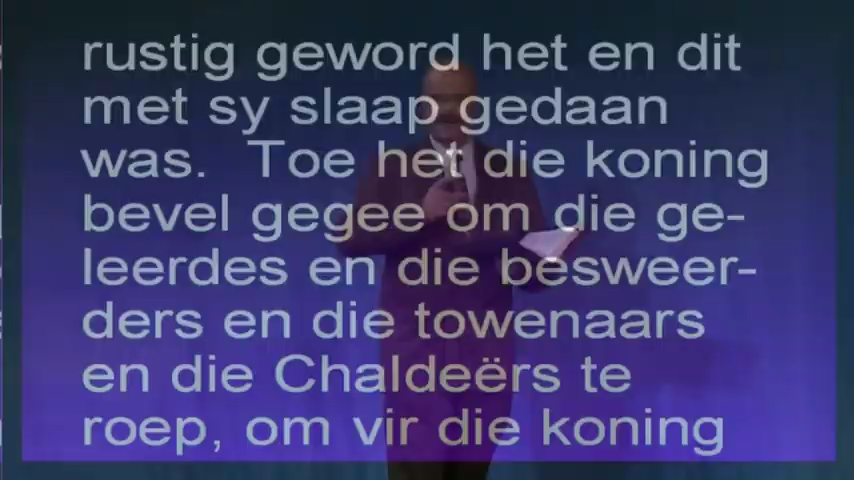 rustig geword het en dit
met sy slaap gedaan
was. Toe het die koning
bevel gegee om die ge-
leerdes en die besweer-
ders en die towenaars
en die Chaldeërs te
roep, om vir die koning